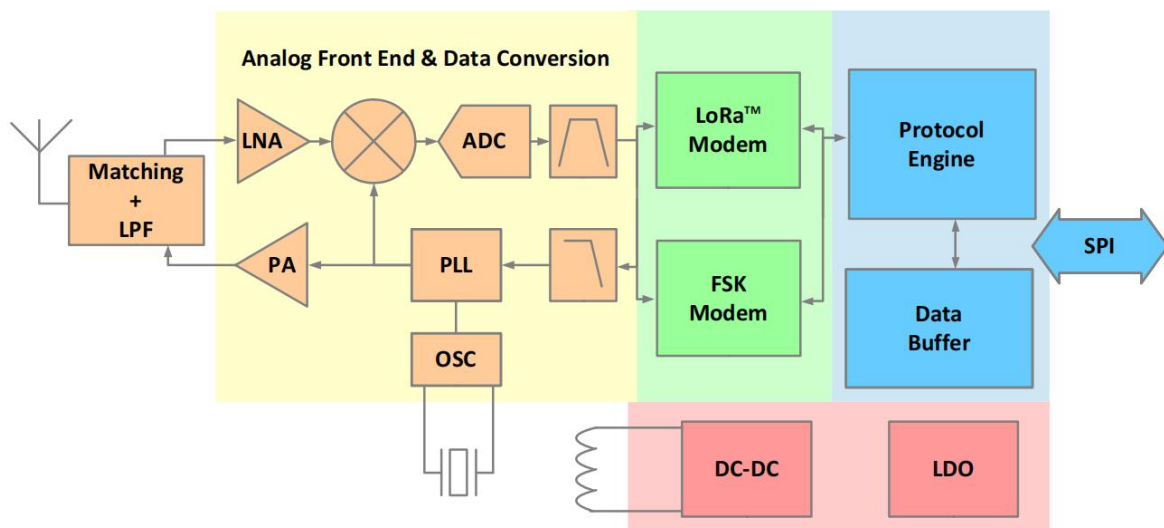 Analog Front End & Data Conversion
LNA
ADC
LoRa™
Modem
Protocol
Engine
Matching
+
LPF
PA
PLL
FSK
Modem
SPI
OSC
Data
Buffer
DC-DC
LDO